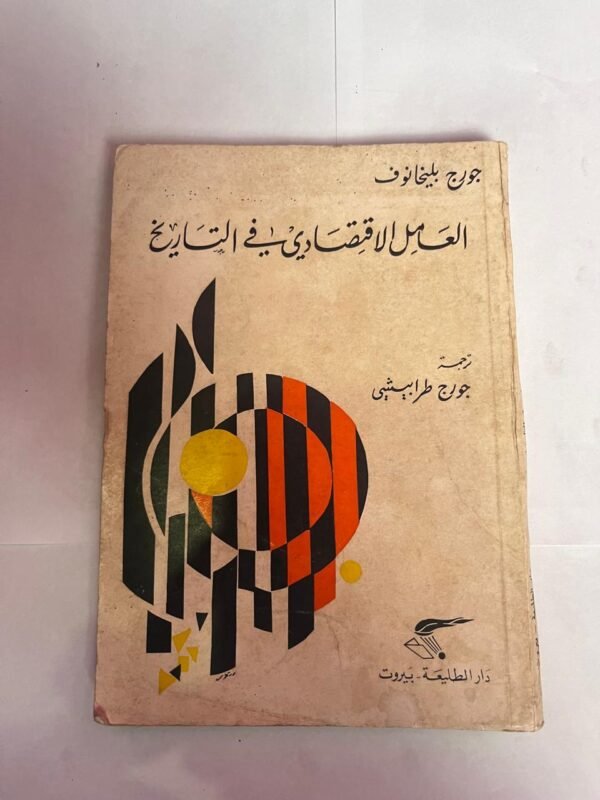 جورج بليخانوف
العامل الاقتصادي في التاريخ
ترجمة
جورج طرابيشي
دار الطليعة - بيروت